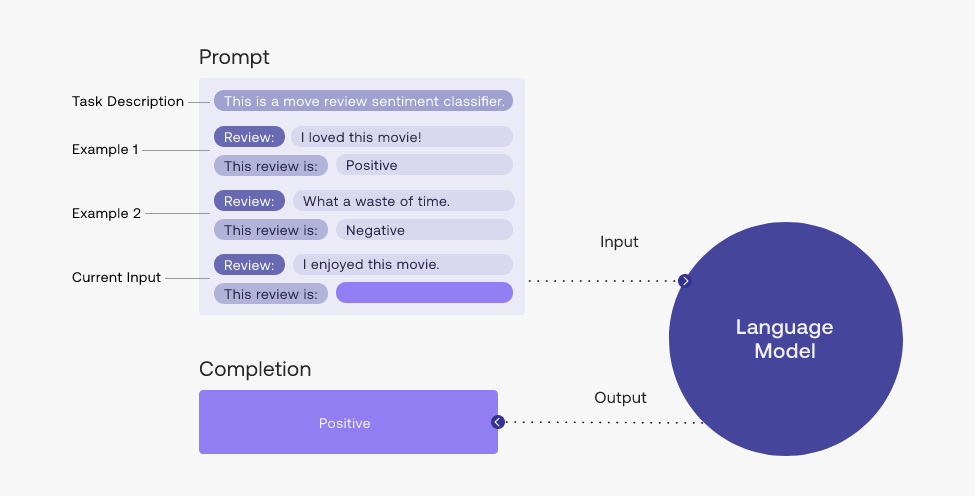 Prompt
Task Description
This is a move review sentiment classifier.
Example 1
Review: I loved this movie!
This review is: Positive
Example 2
Review: What a waste of time.
This review is: Negative
Current Input
Review: I enjoyed this movie.
This review is:
Input
Language
Model
Completion
Output
Positive